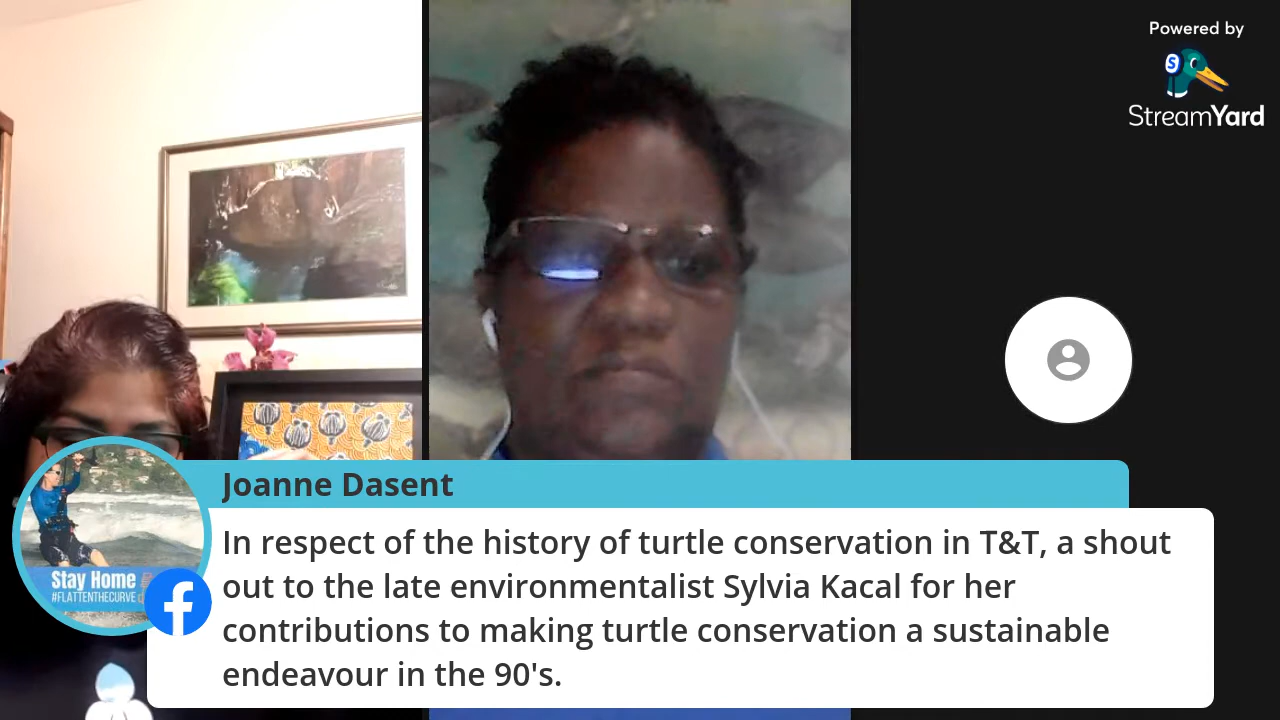 Powered by
S
StreamYard
Joanne Dasent
In respect of the history of turtle conservation in T&T, a shout
out to the late environmentalist Sylvia Kacal for her
contributions to making turtle conservation a sustainable
endeavour in the 90's.
Stay Home
#FLATTENTHECURVE